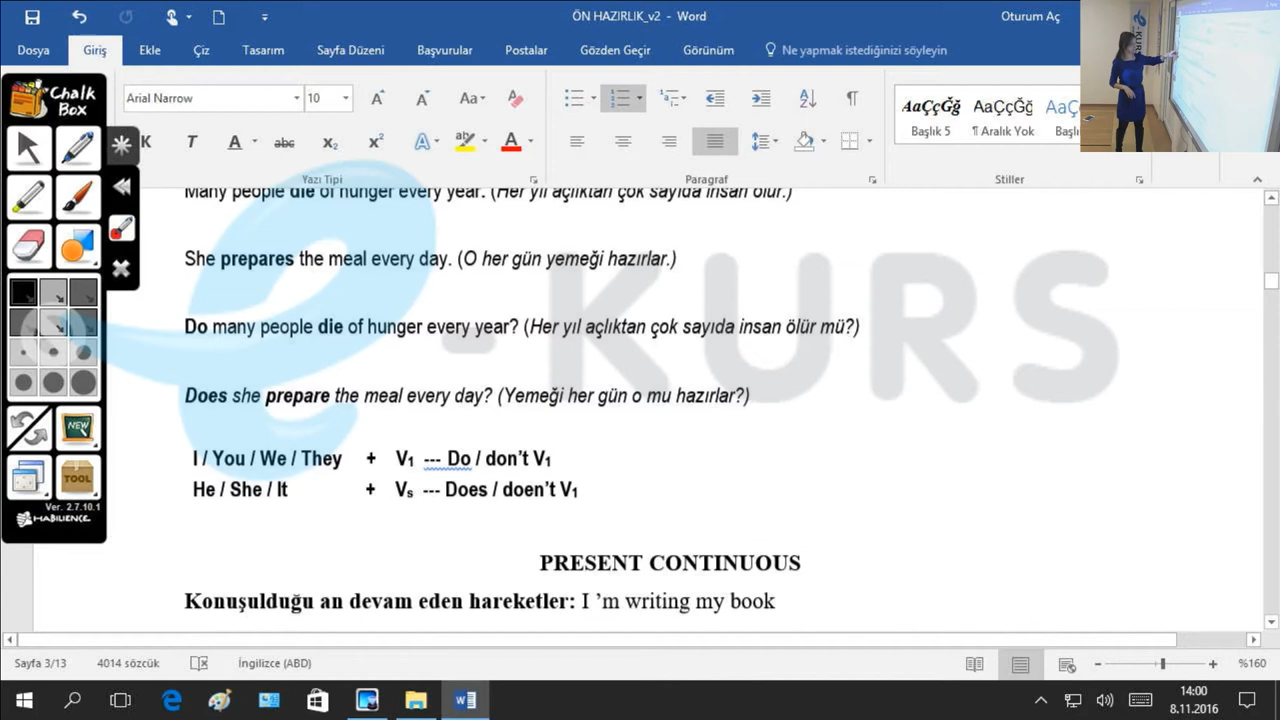 ÖN HAZIRLIK_v2 - Word
Oturum Aç
Dosya Giriş Ekle Çiz Tasarım Sayfa Düzeni Başvurular Postalar Gözden Geçir Görünüm Ne yapmak istediğinizi söyleyin
Chalk
Box
Arial Narrow 10
Aa
AaÇçĞğ AaÇçĞğ AaÇç
K T A abc x₂ x² A aby A
Başlık 5 ¶ Aralık Yok Başlı
Yazı Tipi Paragraf Stiller
Many people die of hunger every year. (Her yıl açlıktan çok sayıda insan ölür.)
She prepares the meal every day. (O her gün yemeği hazırlar.)
Do many people die of hunger every year? (Her yıl açlıktan çok sayıda insan ölür mü?)
Does she prepare the meal every day? (Yemeği her gün o mu hazırlar?)
I / You / We / They + V₁ --- Do / don’t V₁
He / She / It + Vₛ --- Does / doen’t V₁
PRESENT CONTINUOUS
Konuşulduğu an devam eden hareketler: I ’m writing my book
e-KURS
NEW
TOOL
Ver. 2.7.10.1
HABILIENCE
Sayfa 3/13 4014 sözcük İngilizce (ABD) %160
14:00
8.11.2016